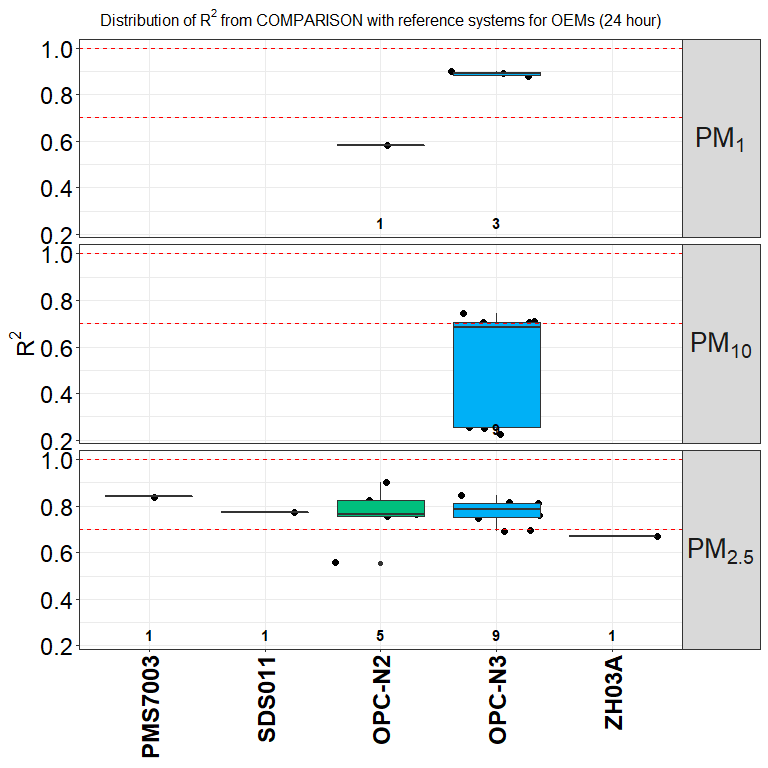 Distribution of R² from COMPARISON with reference systems for OEMs (24 hour)
1.0
0.8
0.6
0.4
0.2
1
3
PM₁
1.0
0.8
0.6
0.4
0.2
9
PM₁₀
R²
1.0
0.8
0.6
0.4
0.2
1
1
5
9
1
PM₂.₅
PMS7003
SDS011
OPC-N2
OPC-N3
ZH03A